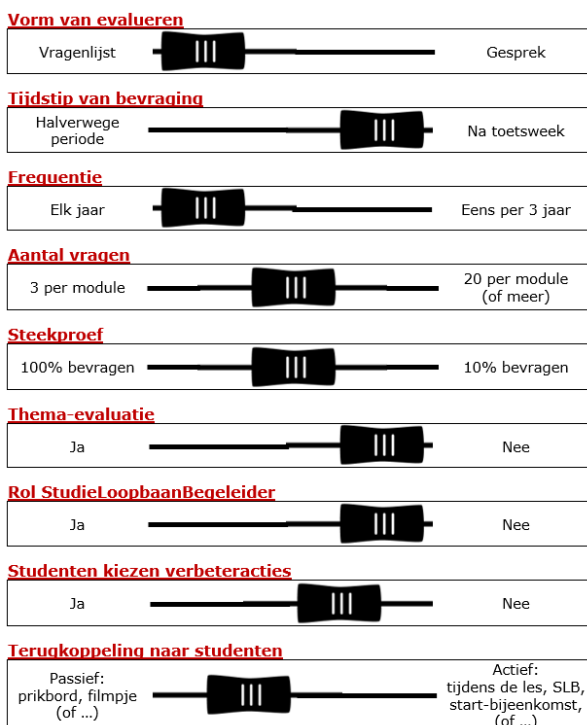 Vorm van evalueren
Vragenlijst
Gesprek
Tijdstip van bevraging
Halverwege
periode
Na toetsweek
Frequentie
Elk jaar
Eens per 3 jaar
Aantal vragen
3 per module
20 per module
(of meer)
Steekproef
100% bevragen
10% bevragen
Thema-evaluatie
Ja
Nee
Rol StudieLoopbaanBegeleider
Ja
Nee
Studenten kiezen verbeteracties
Ja
Nee
Terugkoppeling naar studenten
Passief:
prikbord, filmpje
(of ...)
Actief:
tijdens de les, SLB,
start-bijeenkomst,
(of ...)